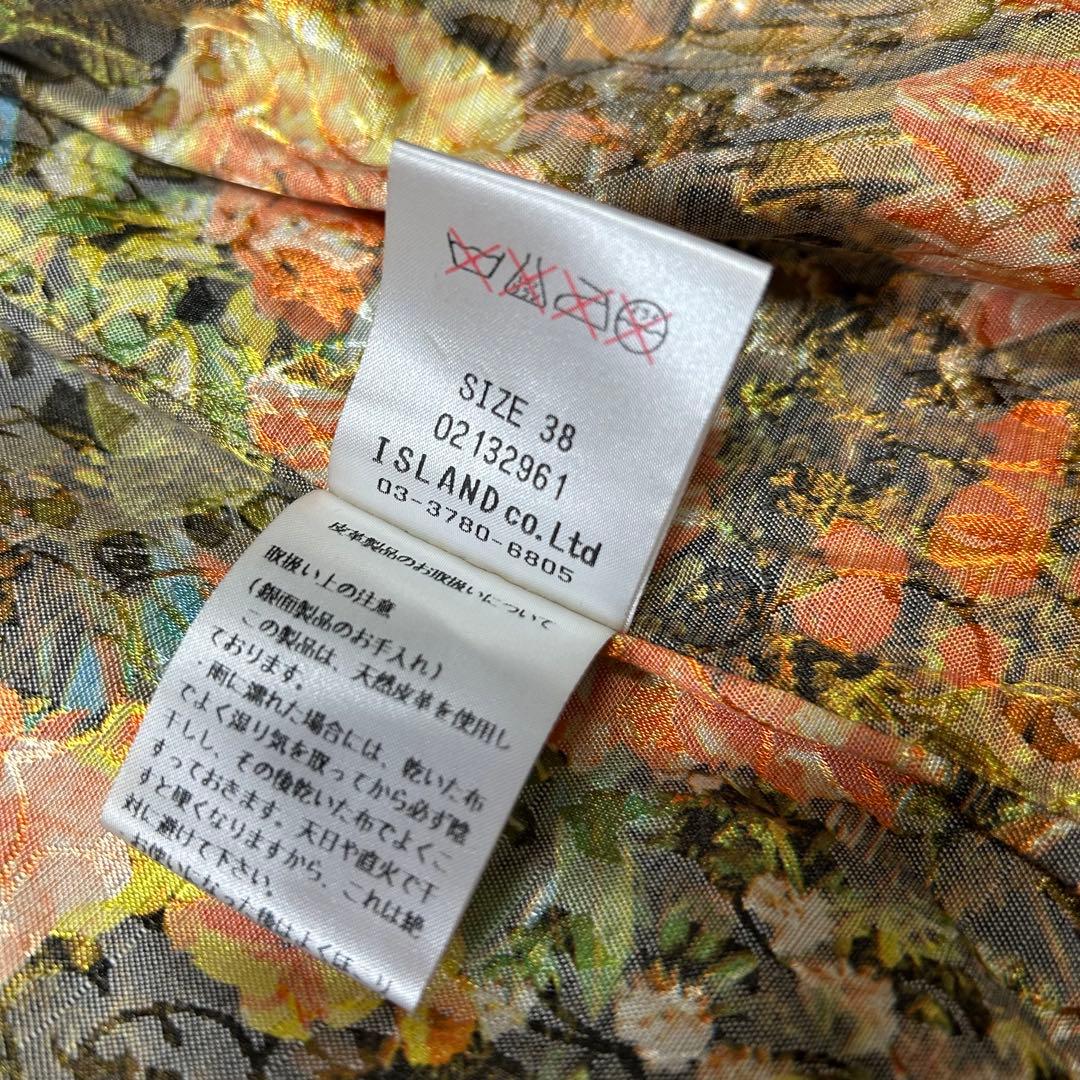 SIZE 38
02132961
ISLAND co.Ltd
03-3780-6805
皮革製品のお取扱いについて
取扱い上の注意
(銀面製品のお手入れ)
この製品は、天然皮革を使用し
ております。
・雨に濡れた場合には、乾いた布
でよく湿り気を取ってから必ず陰
干しし、その後乾いた布でよくこ
すっておきます。天日や直火で干
すと硬くなりますから、これは絶
対に避けて下さい。